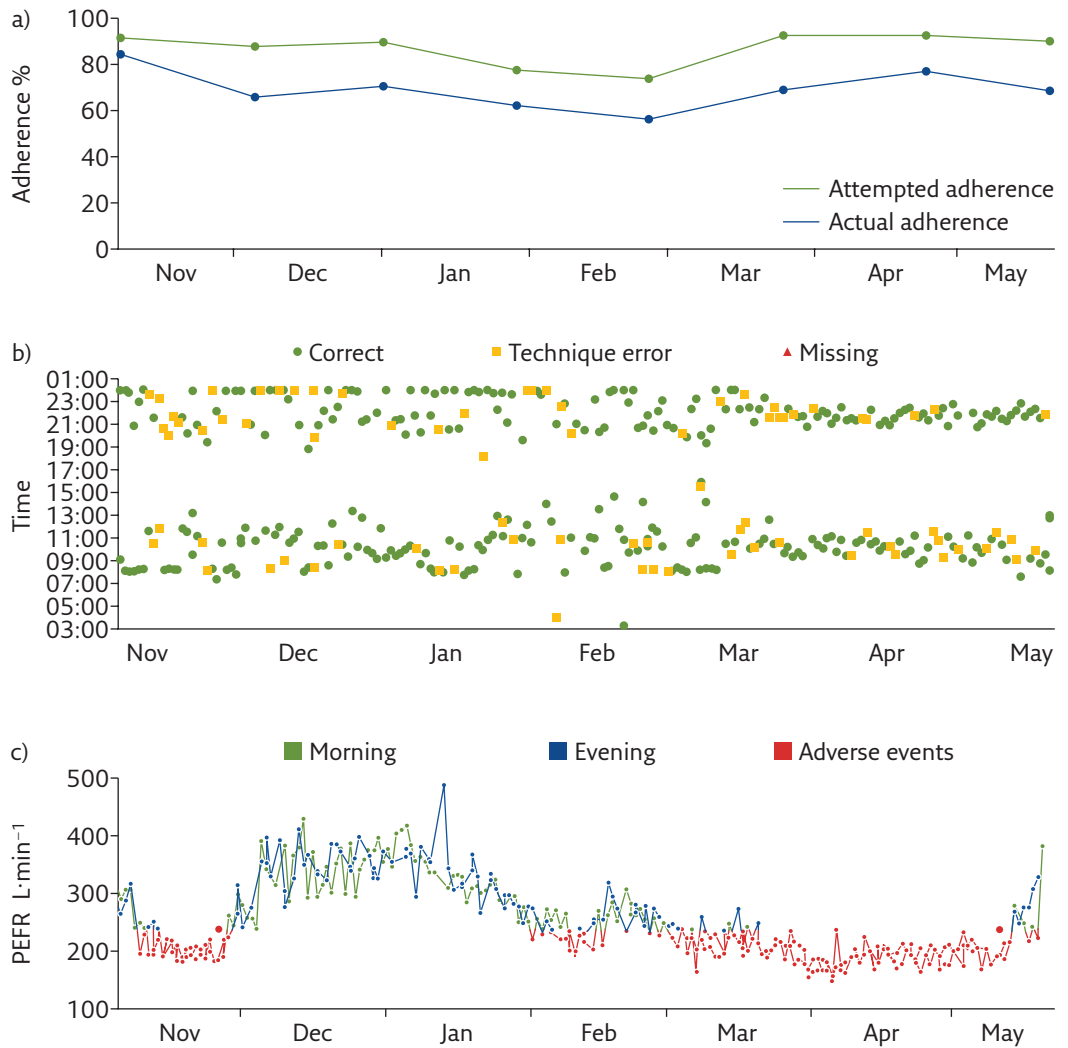 a)
Adherence %
100
80
60
40
20
0
Attempted adherence
Actual adherence
Nov Dec Jan Feb Mar Apr May
b)
Correct Technique error Missing
Time
01:00
23:00
21:00
19:00
17:00
15:00
13:00
11:00
09:00
07:00
05:00
03:00
Nov Dec Jan Feb Mar Apr May
c)
Morning Evening Adverse events
PEFR L·min⁻¹
500
400
300
200
100
Nov Dec Jan Feb Mar Apr May